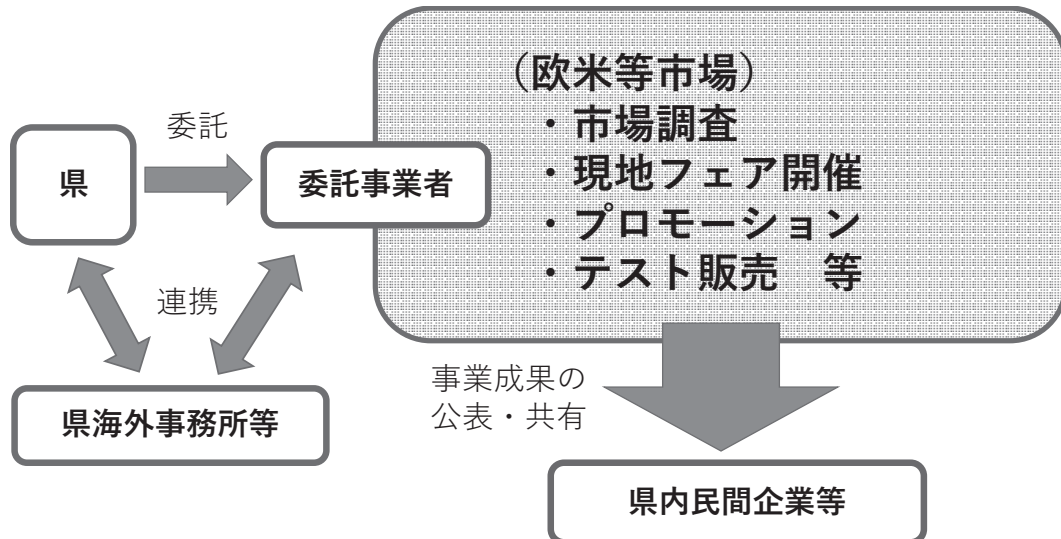 （欧米等市場）
・市場調査
・現地フェア開催
・プロモーション
・テスト販売　等
委託
県
委託事業者
連携
県海外事務所等
事業成果の
公表・共有
県内民間企業等